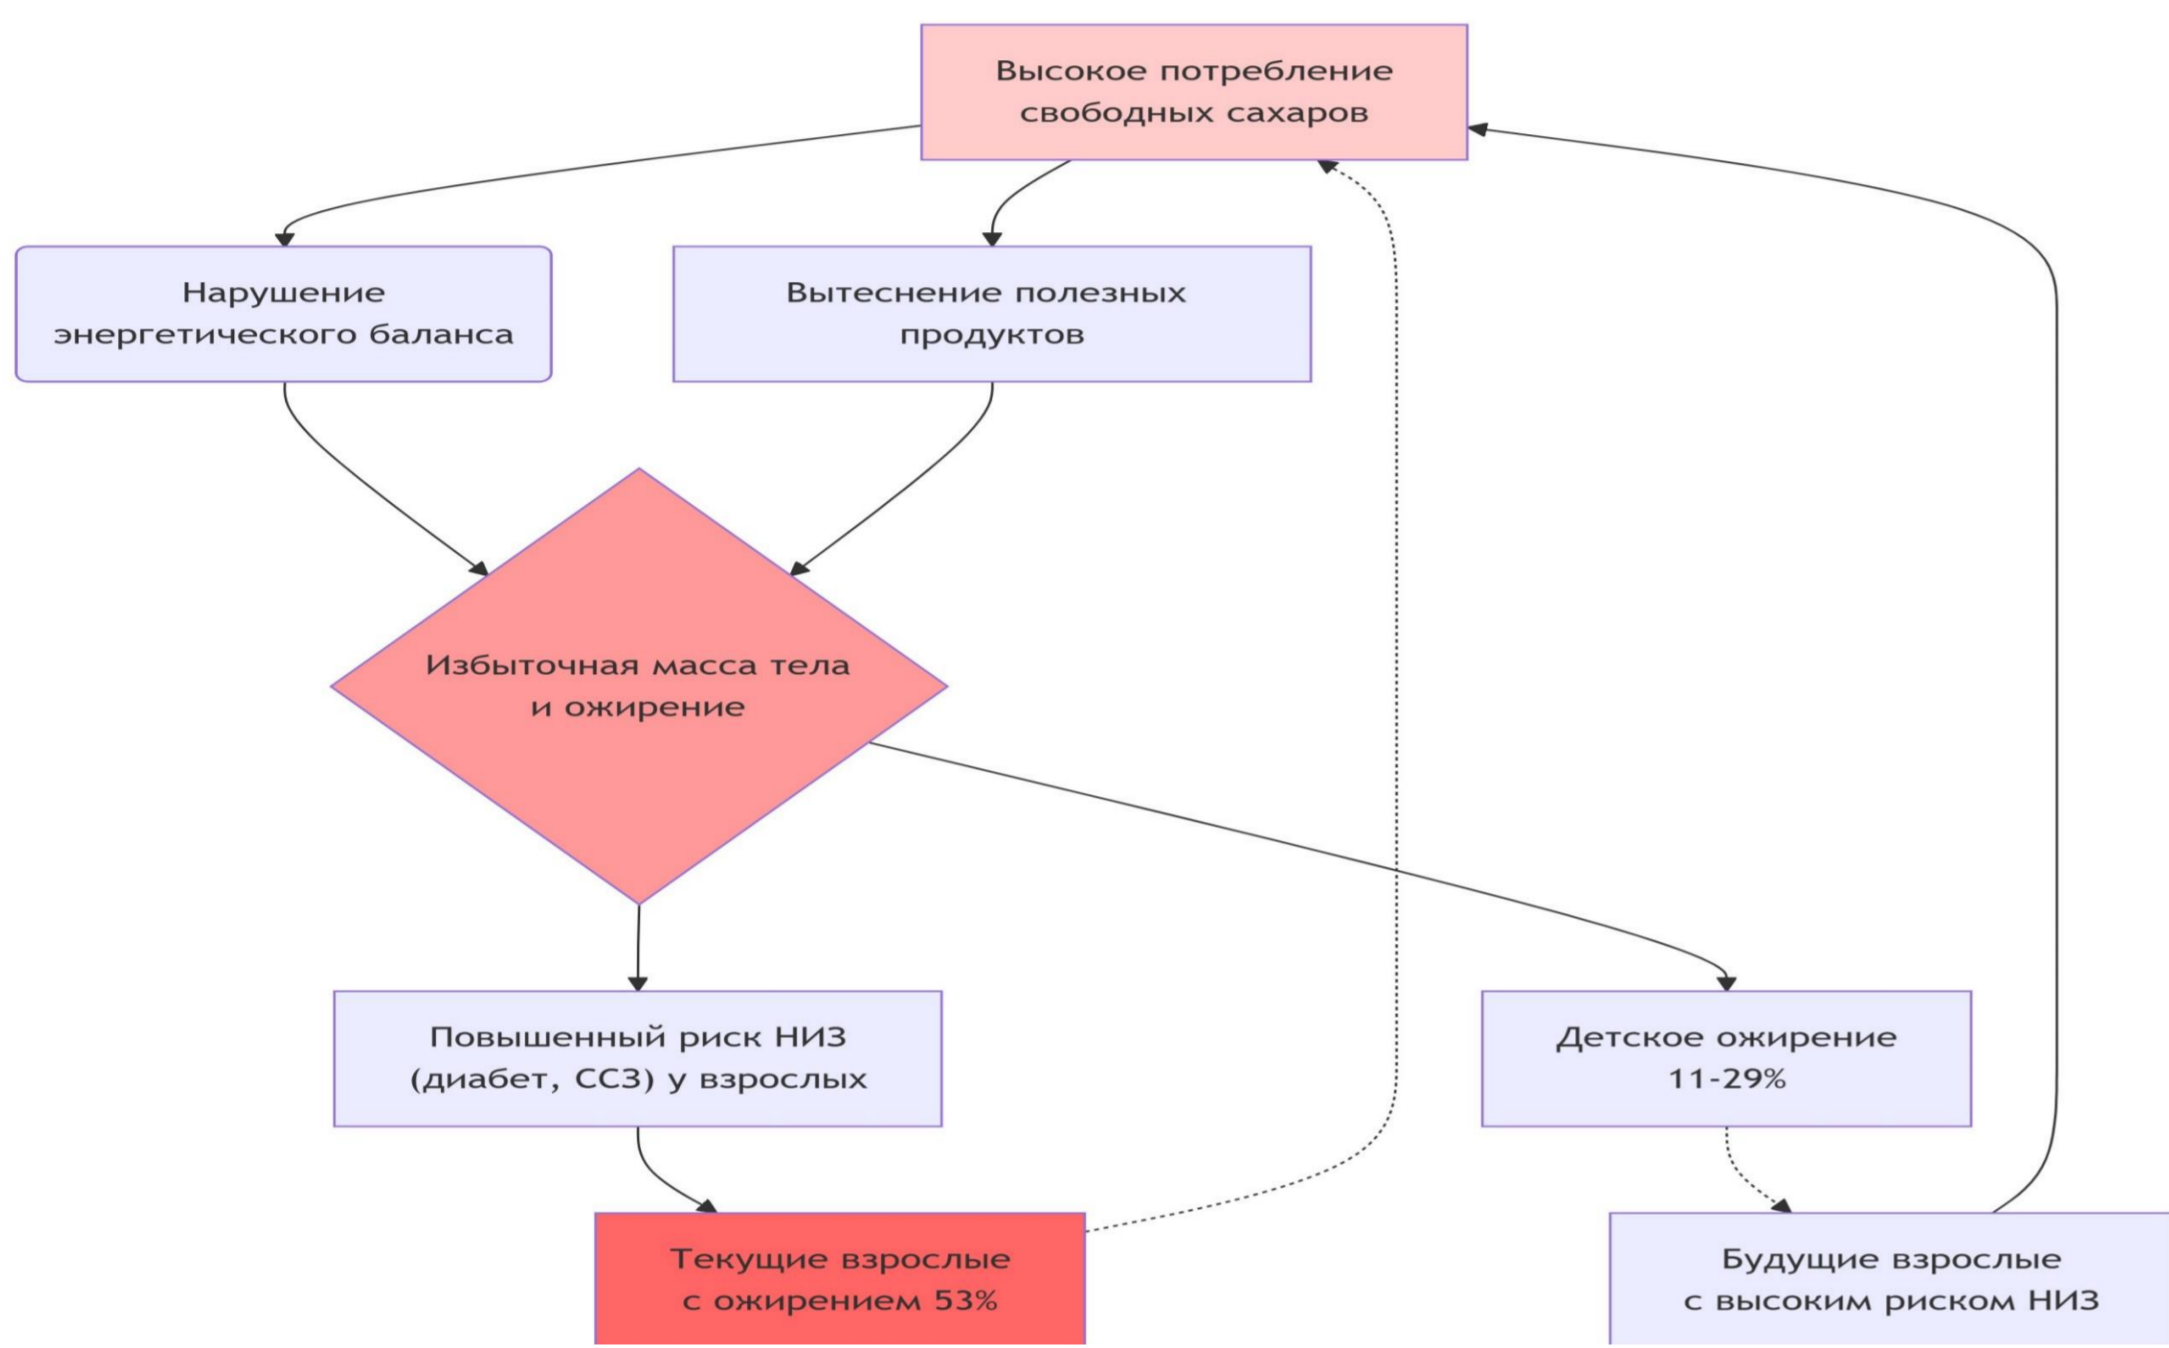 Высокое потребление
свободных сахаров
Нарушение
энергетического баланса
Вытеснение полезных
продуктов
Избыточная масса тела
и ожирение
Повышенный риск НИЗ
(диабет, ССЗ) у взрослых
Детское ожирение
11-29%
Текущие взрослые
с ожирением 53%
Будущие взрослые
с высоким риском НИЗ